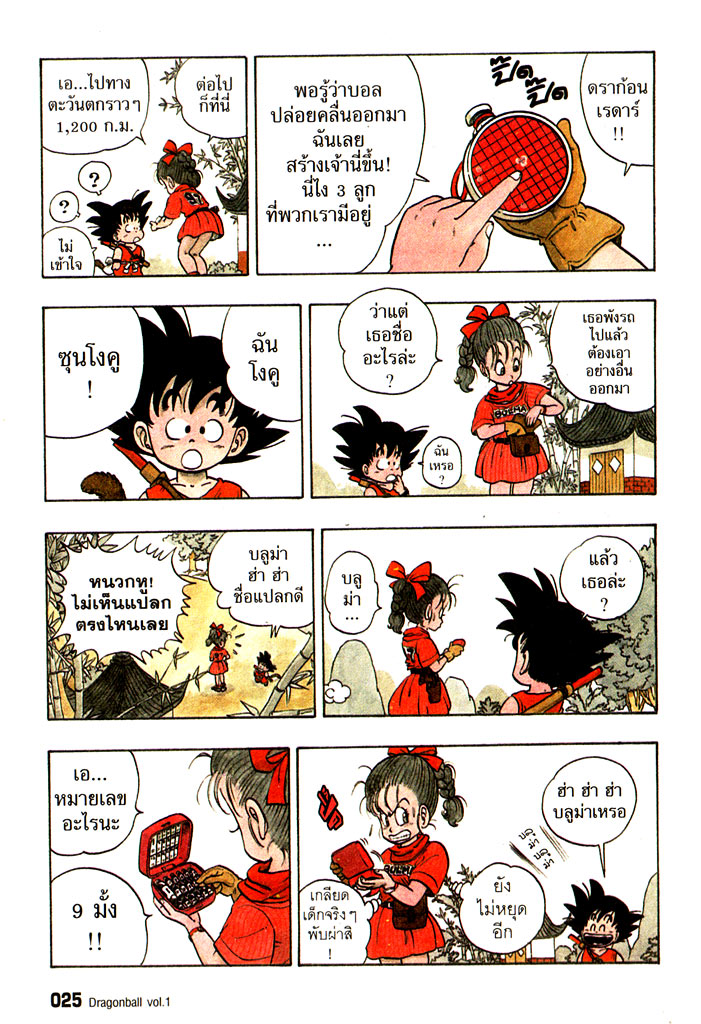 ดราก้อน
เรดาร์
!!
ปิ๊ด
ปิ๊ด
พอรู้ว่าบอล
ปล่อยคลื่นออกมา
ฉันเลย
สร้างเจ้านี่ขึ้น!
นี่ไง 3 ลูก
ที่พวกเรามีอยู่
...
ต่อไป
ก็ที่นี่
เอ...ไปทาง
ตะวันตกราวๆ
1,200 ก.ม.
?
?
ไม่
เข้าใจ
เธอพังรถ
ไปแล้ว
ต้องเอา
อย่างอื่น
ออกมา
ว่าแต่
เธอชื่อ
อะไรล่ะ
?
ฉัน
เหรอ
?
ฉัน
โงคู
ซุนโงคู
!
แล้ว
เธอล่ะ
?
บลู
ม่า
...
บลูม่า
ฮ่า ฮ่า
ชื่อแปลกดี
หนวกหู!
ไม่เห็นแปลก
ตรงไหนเลย
ฮ่า ฮ่า ฮ่า
บลูม่าเหรอ
บลู
ม่า
บลู
ม่า
ยัง
ไม่หยุด
อีก
เกลียด
เด็กจริงๆ
พับผ่าสิ
!
เอ...
หมายเลข
อะไรนะ
9 มั้ง
!!
025 Dragonball vol.1